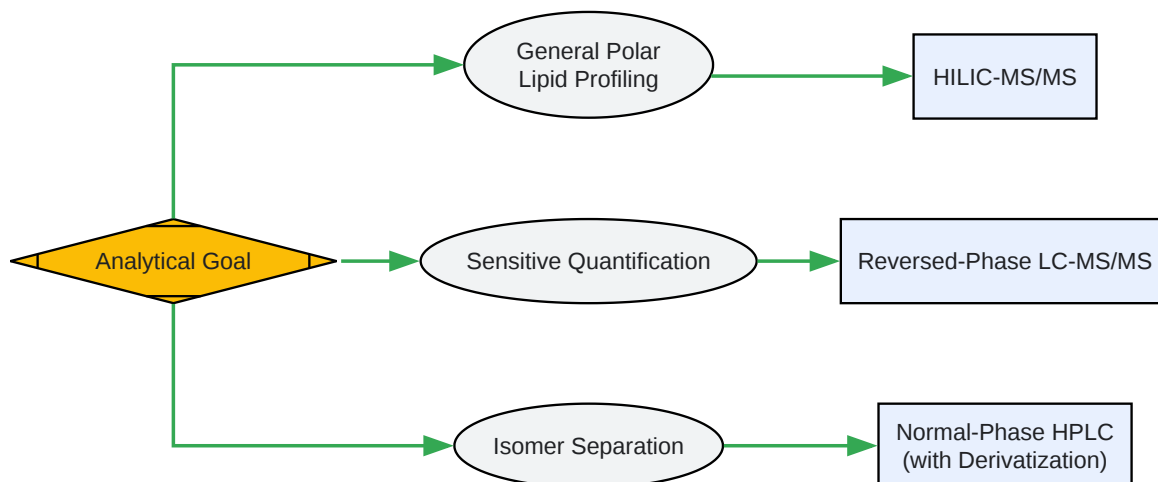 General Polar
Lipid Profiling
HILIC-MS/MS
Analytical Goal
Sensitive Quantification
Reversed-Phase LC-MS/MS
Isomer Separation
Normal-Phase HPLC
(with Derivatization)